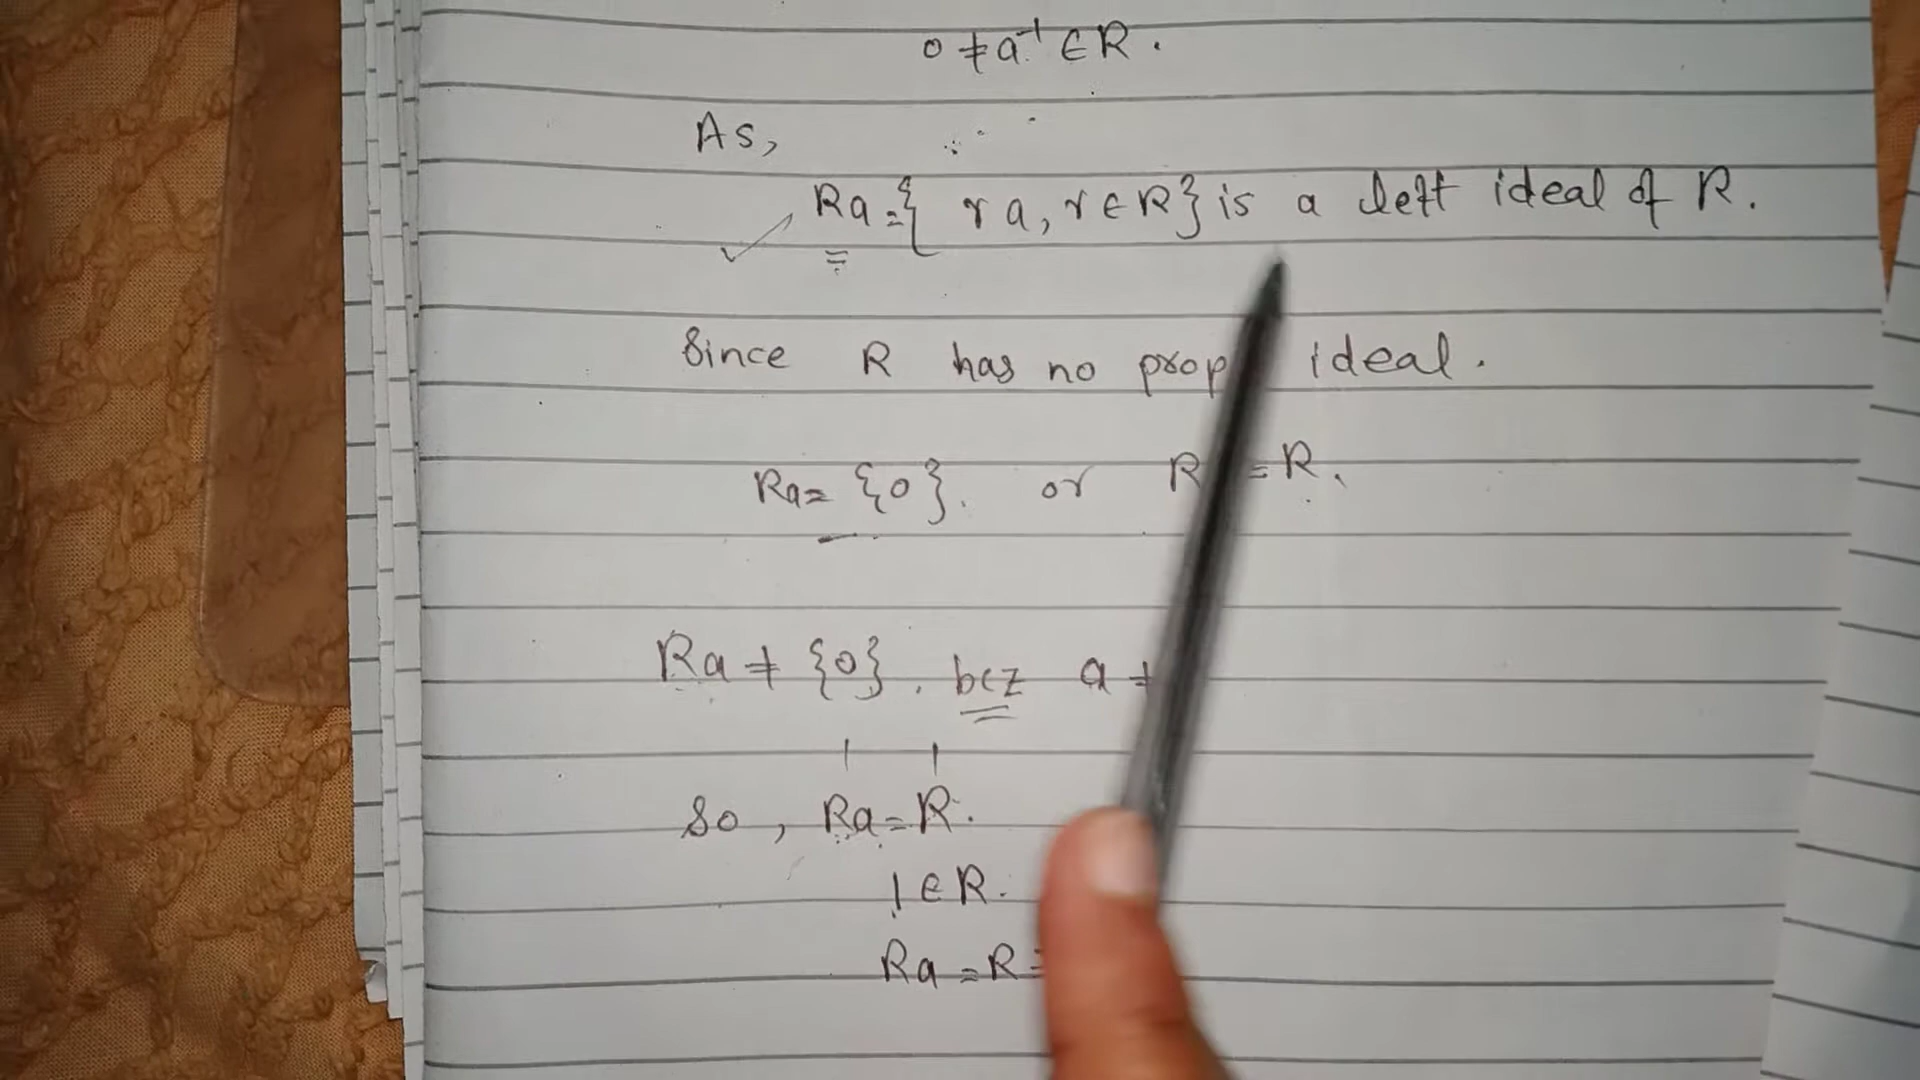 0 ≠ a⁻¹ ∈ R.
As,
Ra = { ra, r ∈ R } is a left ideal of R.
Since R has no prop ideal.
Ra = {0}. or R = R.
Ra ≠ {0}. bcz a ≠
So, Ra = R.
1 ∈ R.
Ra = R =